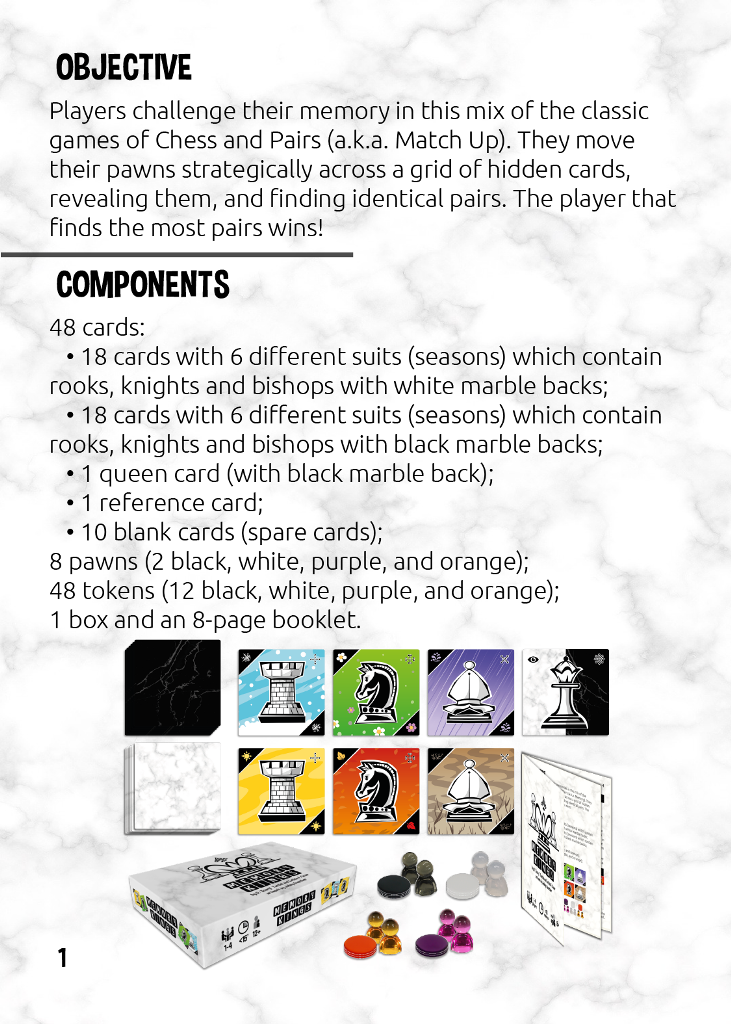 OBJECTIVE
Players challenge their memory in this mix of the classic
games of Chess and Pairs (a.k.a. Match Up). They move
their pawns strategically across a grid of hidden cards,
revealing them, and finding identical pairs. The player that
finds the most pairs wins!
COMPONENTS
48 cards:
• 18 cards with 6 different suits (seasons) which contain
rooks, knights and bishops with white marble backs;
• 18 cards with 6 different suits (seasons) which contain
rooks, knights and bishops with black marble backs;
• 1 queen card (with black marble back);
• 1 reference card;
• 10 blank cards (spare cards);
8 pawns (2 black, white, purple, and orange);
48 tokens (12 black, white, purple, and orange);
1 box and an 8-page booklet.
MEMORY
KINGS
MEMORY
KINGS
1-4 <15' 12+
1